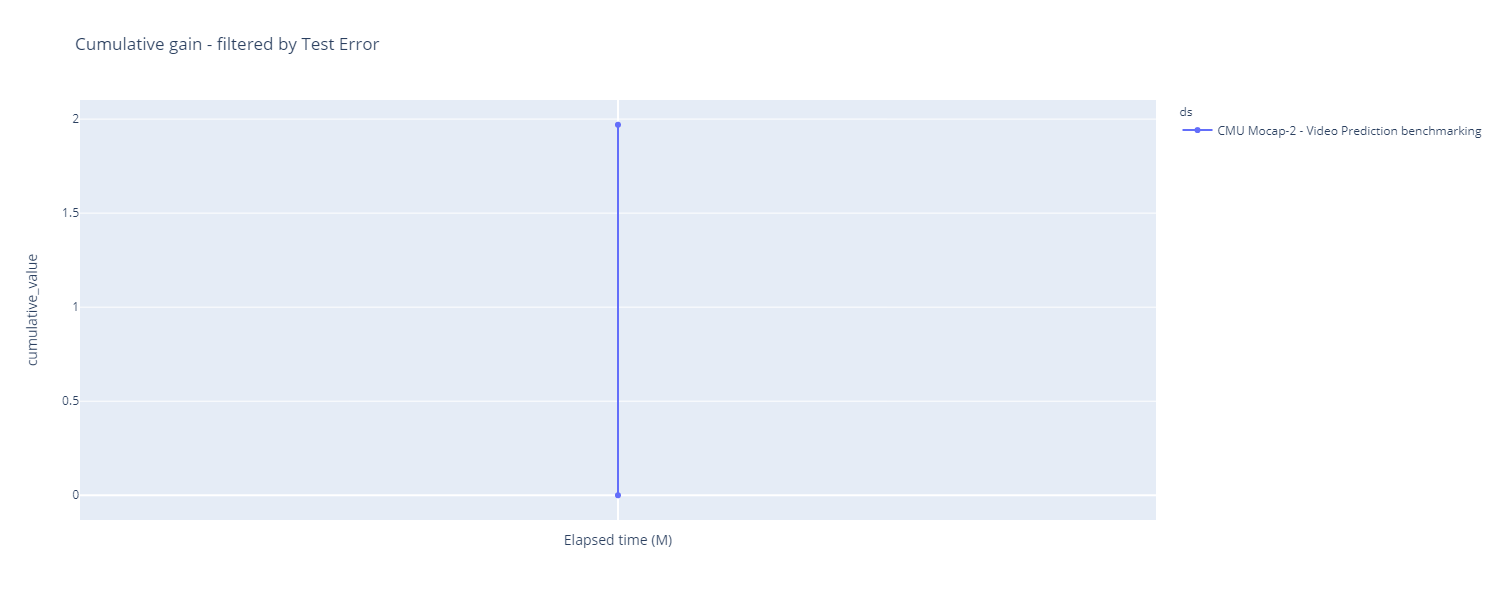 Cumulative gain - filtered by Test Error
ds
CMU Mocap-2 - Video Prediction benchmarking
2
1.5
1
0.5
0
cumulative_value
Elapsed time (M)